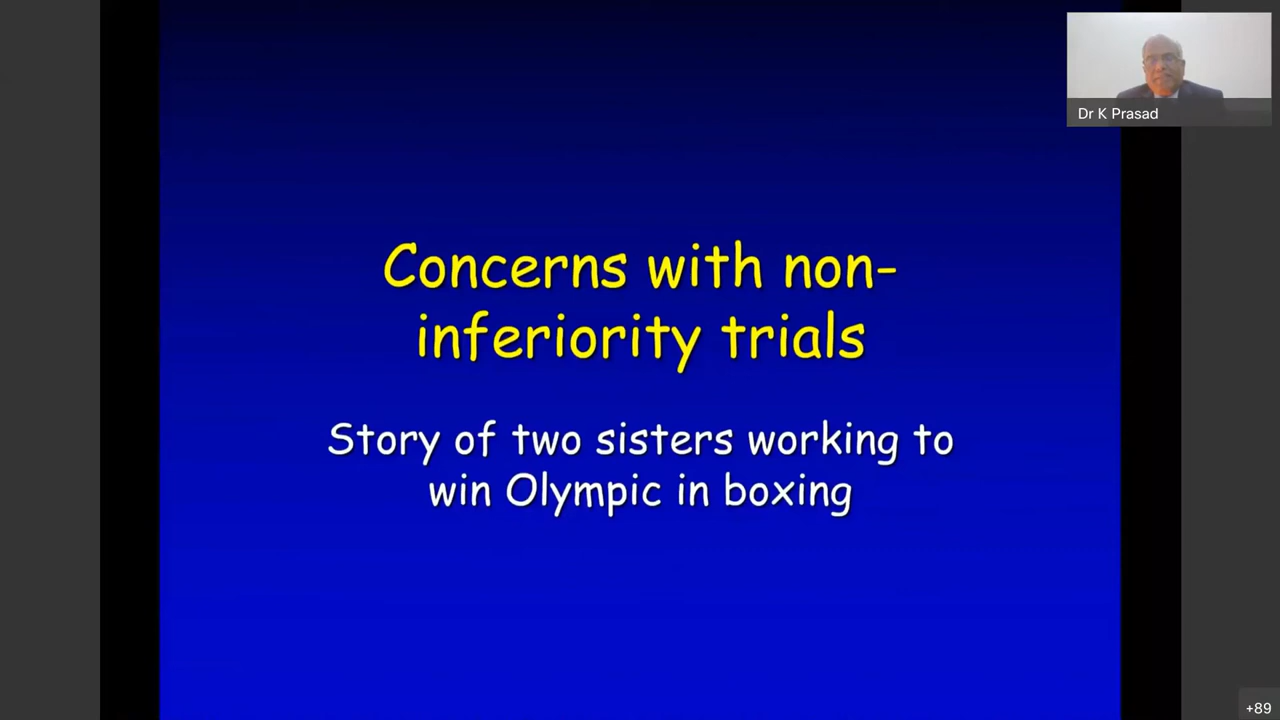 Dr K Prasad
Concerns with non-
inferiority trials
Story of two sisters working to
win Olympic in boxing
+89